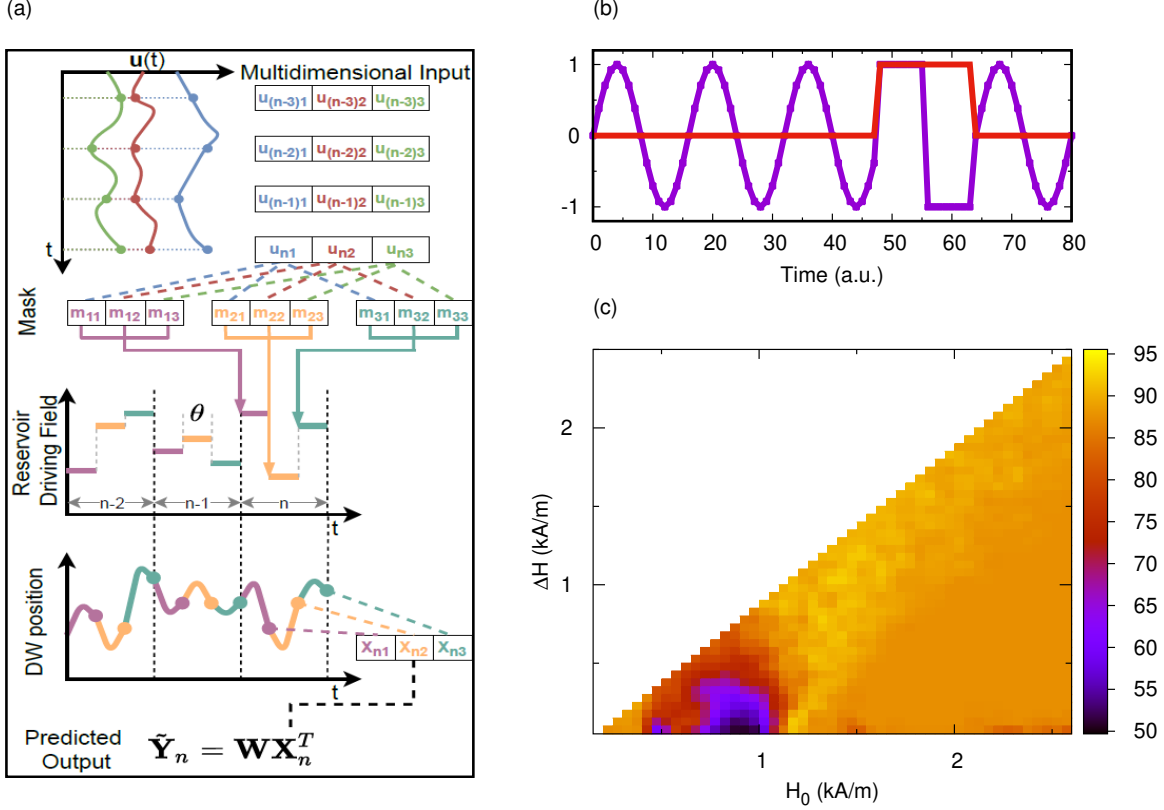 (a)
u(t)
Multidimensional Input
u(n-3)1 u(n-3)2 u(n-3)3
u(n-2)1 u(n-2)2 u(n-2)3
u(n-1)1 u(n-1)2 u(n-1)3
t
un1 un2 un3
Mask
m11 m12 m13 m21 m22 m23 m31 m32 m33
Reservoir
Driving Field
θ
n-2 n-1 n
t
DW position
Xn1 Xn2 Xn3
t
Predicted
Output
Ỹn = WXnT
(b)
1
0
-1
0 10 20 30 40 50 60 70 80
Time (a.u.)
(c)
ΔH (kA/m)
2
1
1 2
H0 (kA/m)
95
90
85
80
75
70
65
60
55
50